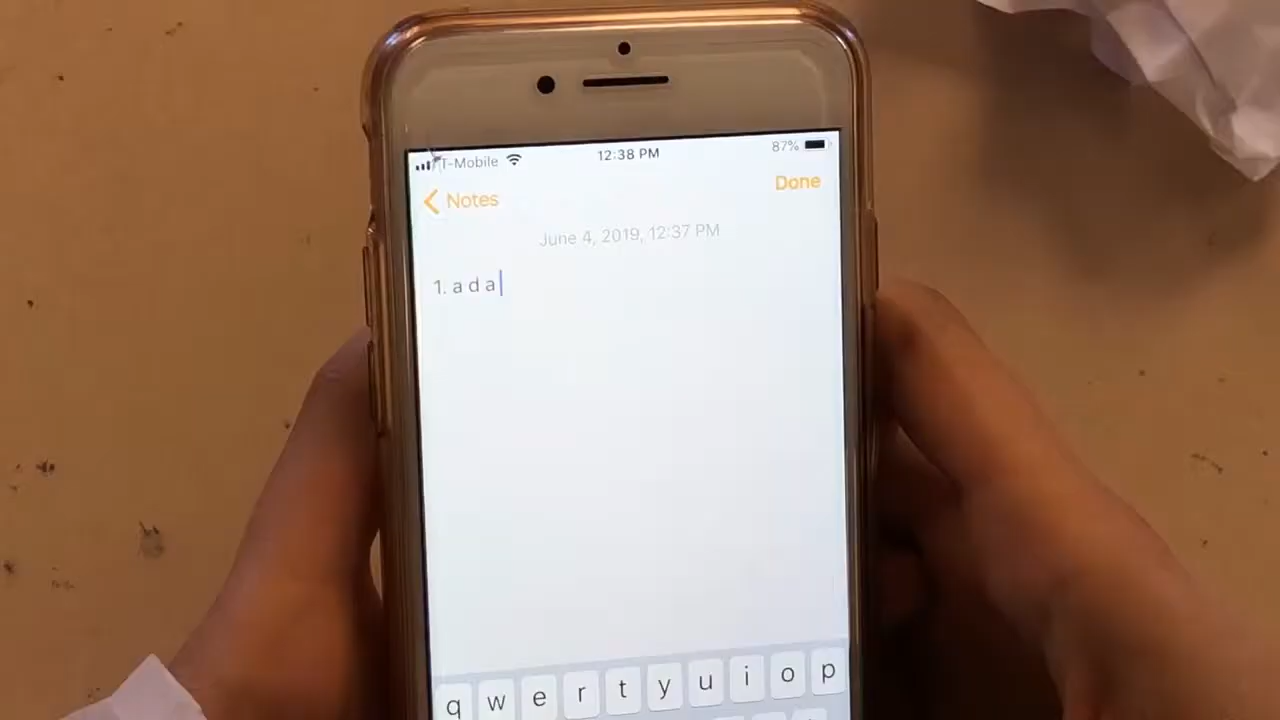 T-Mobile 12:38 PM 87%
Notes Done
June 4, 2019, 12:37 PM
1. a d a
q w e r t y u i o p